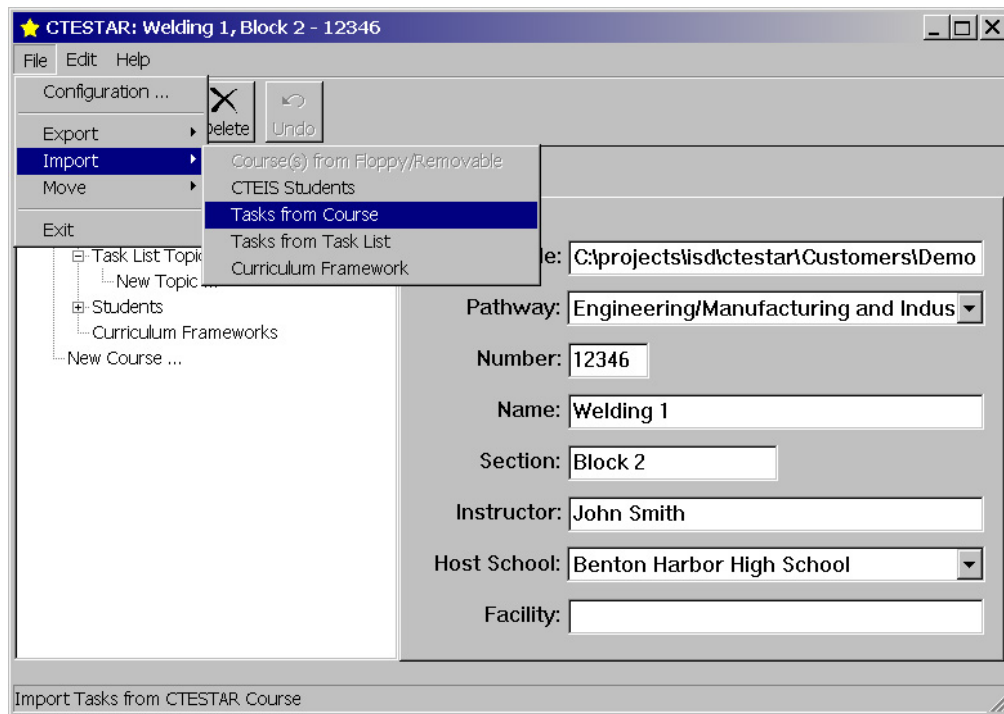 CTESTAR: Welding 1, Block 2 - 12346
File Edit Help
Configuration ...
Delete Undo
Export
Import
Move
Exit
Course(s) from Floppy/Removable
CTEIS Students
Tasks from Course
Tasks from Task List
Curriculum Framework
Task List Topic
New Topic ...
Students
Curriculum Frameworks
New Course ...
le: C:\projects\isd\ctestar\Customers\Demo
Pathway: Engineering/Manufacturing and Indus
Number: 12346
Name: Welding 1
Section: Block 2
Instructor: John Smith
Host School: Benton Harbor High School
Facility:
Import Tasks from CTESTAR Course